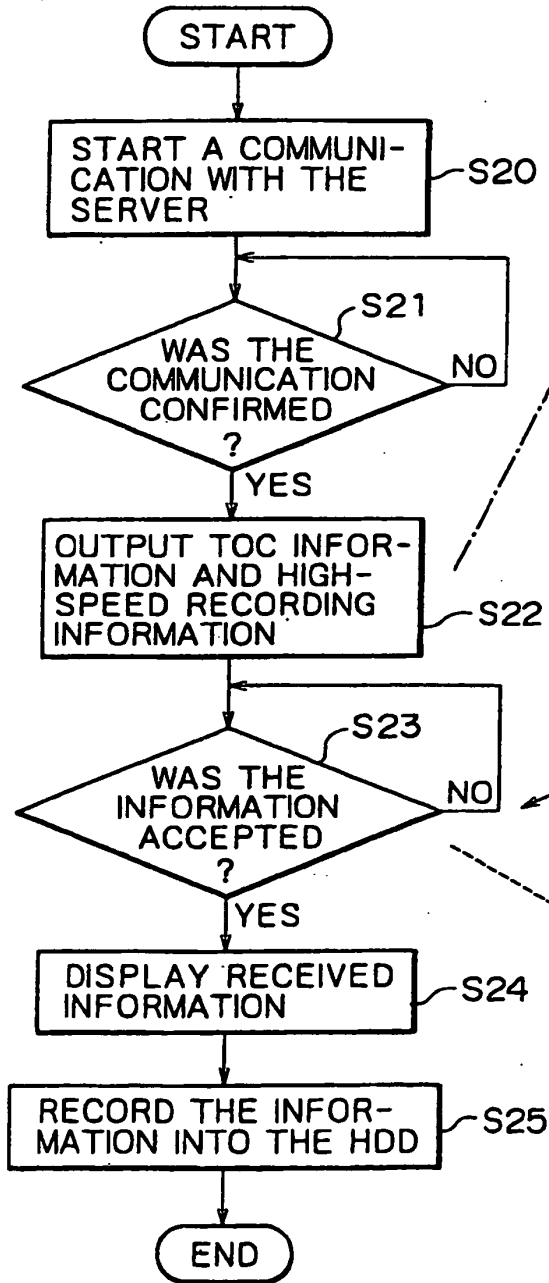 START
START A COMMUNI-
CATION WITH THE
SERVER
S20
S21
WAS THE
COMMUNICATION
CONFIRMED
?
NO
YES
OUTPUT TOC INFOR-
MATION AND HIGH-
SPEED RECORDING
INFORMATION
S22
S23
WAS THE
INFORMATION
ACCEPTED
?
NO
YES
DISPLAY RECEIVED
INFORMATION
S24
RECORD THE INFOR-
MATION INTO THE HDD
S25
END